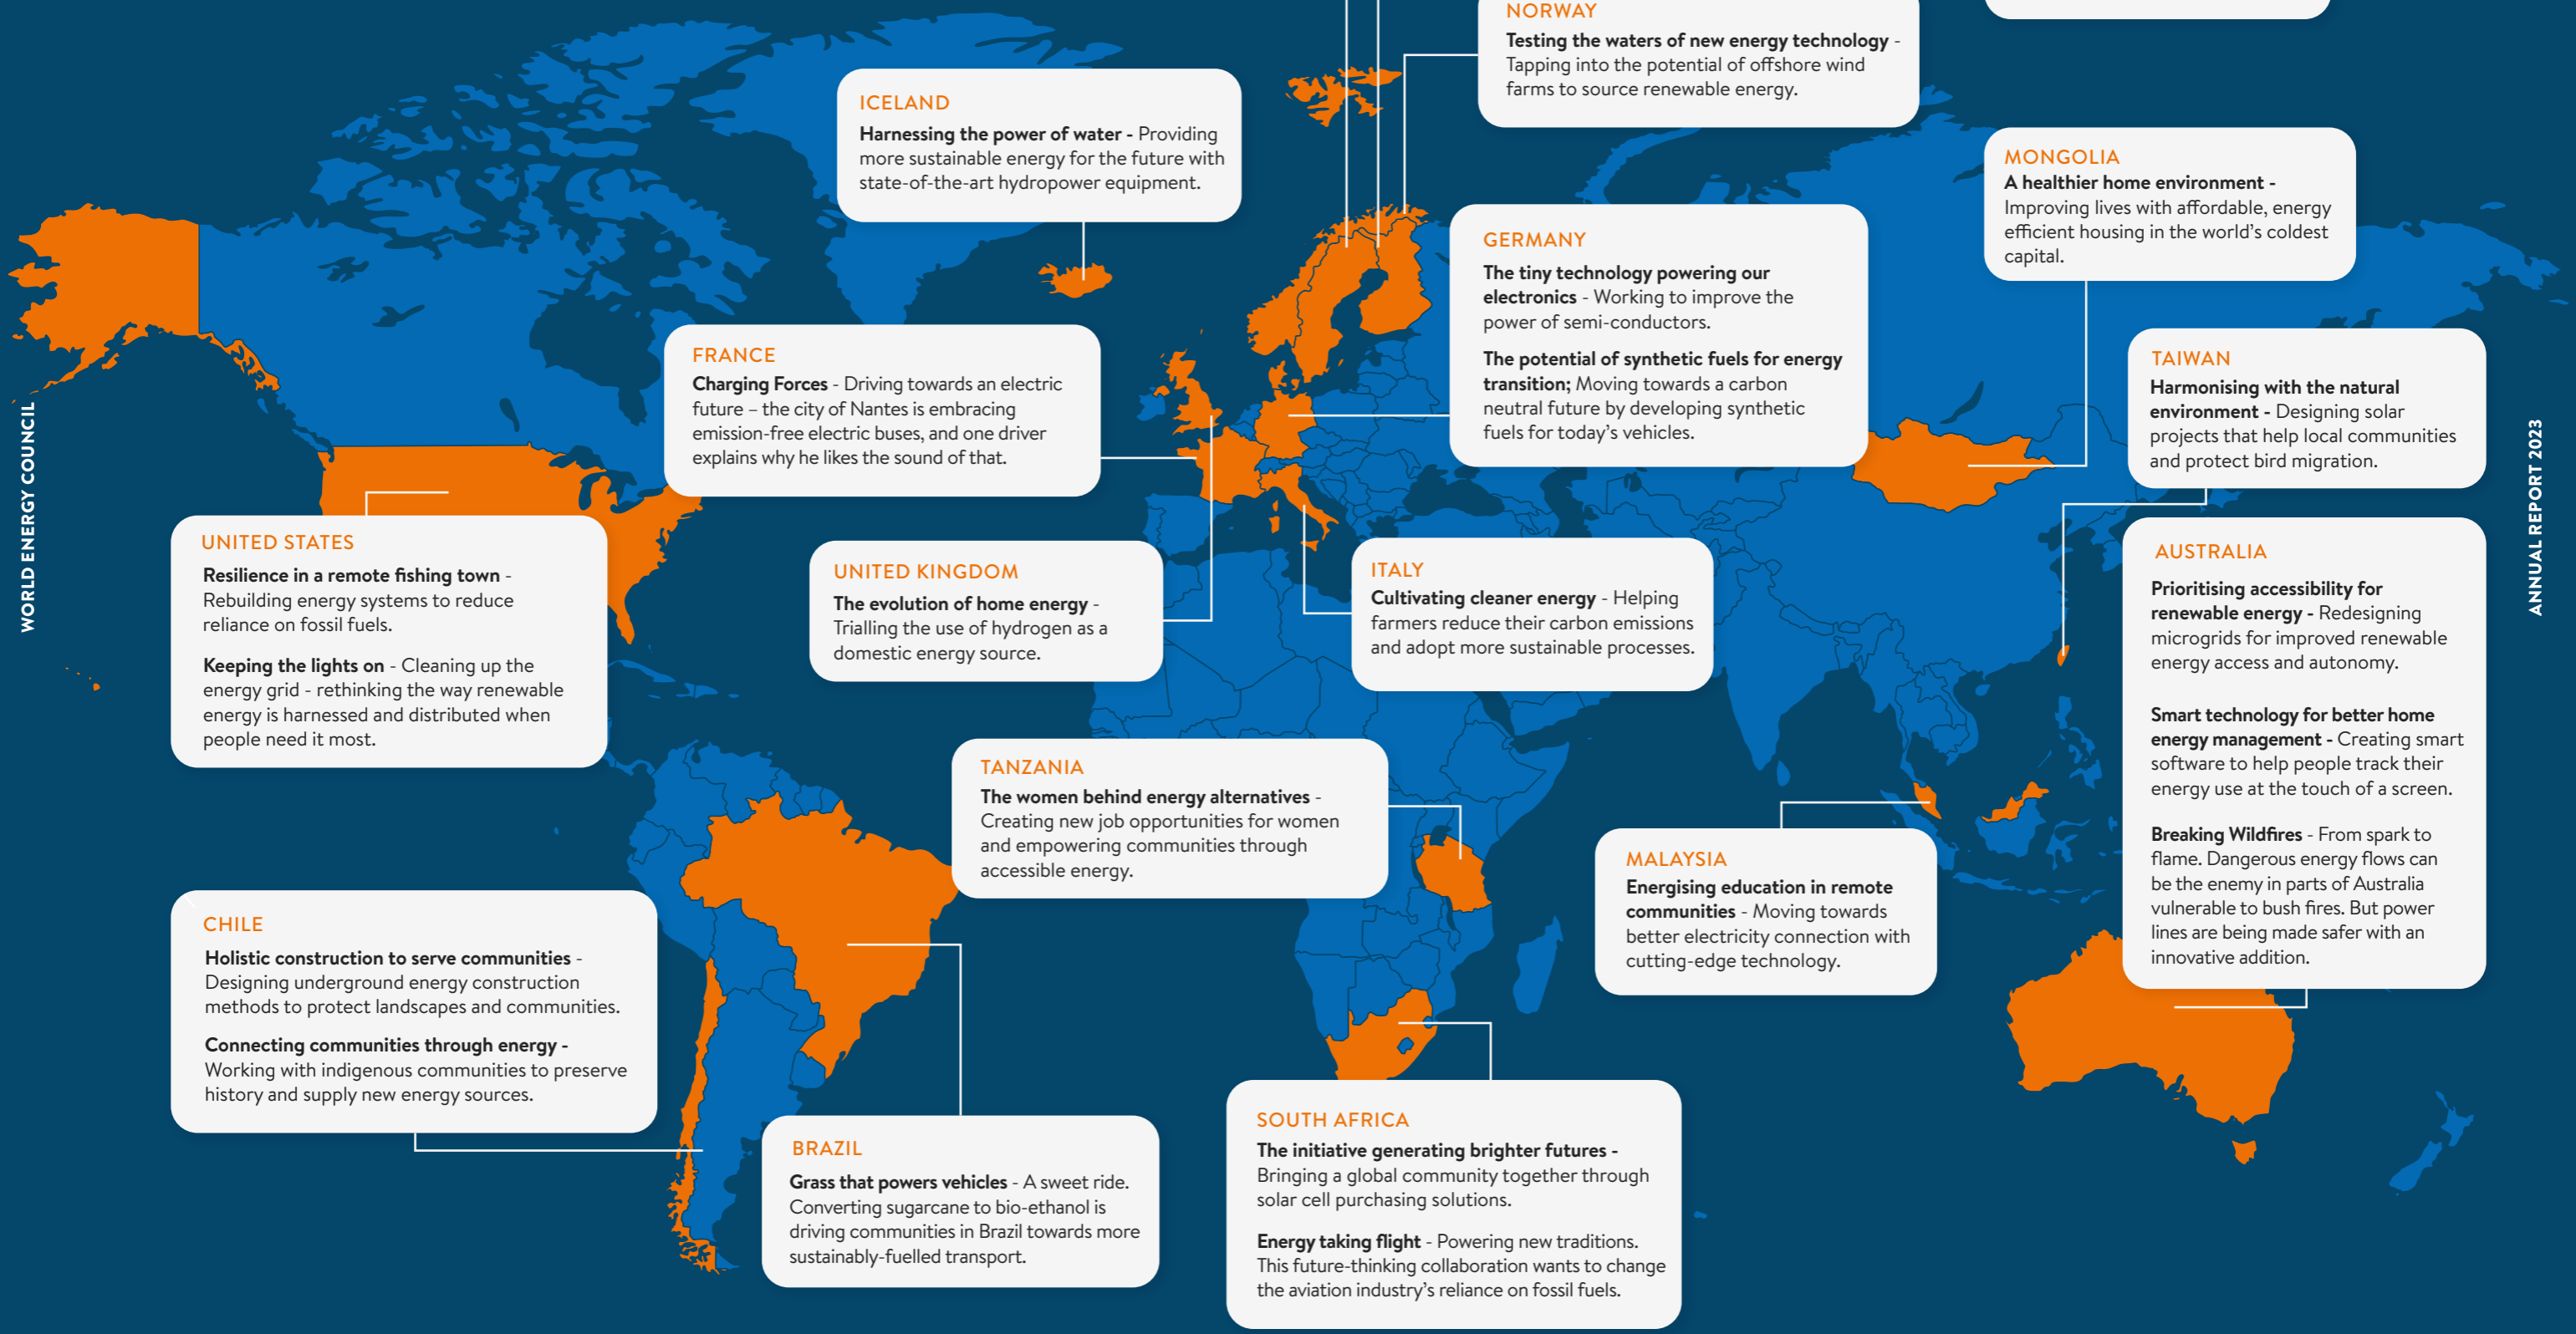 NORWAY
Testing the waters of new energy technology -
Tapping into the potential of offshore wind
farms to source renewable energy.
ICELAND
Harnessing the power of water - Providing
more sustainable energy for the future with
state-of-the-art hydropower equipment.
MONGOLIA
A healthier home environment -
Improving lives with affordable, energy
efficient housing in the world's coldest
capital.
GERMANY
The tiny technology powering our
electronics - Working to improve the
power of semi-conductors.
The potential of synthetic fuels for energy
transition; Moving towards a carbon
neutral future by developing synthetic
fuels for today's vehicles.
FRANCE
Charging Forces - Driving towards an electric
future – the city of Nantes is embracing
emission-free electric buses, and one driver
explains why he likes the sound of that.
TAIWAN
Harmonising with the natural
environment - Designing solar
projects that help local communities
and protect bird migration.
WORLD ENERGY COUNCIL
ANNUAL REPORT 2023
UNITED STATES
Resilience in a remote fishing town -
Rebuilding energy systems to reduce
reliance on fossil fuels.
Keeping the lights on - Cleaning up the
energy grid - rethinking the way renewable
energy is harnessed and distributed when
people need it most.
UNITED KINGDOM
The evolution of home energy -
Trialling the use of hydrogen as a
domestic energy source.
ITALY
Cultivating cleaner energy - Helping
farmers reduce their carbon emissions
and adopt more sustainable processes.
AUSTRALIA
Prioritising accessibility for
renewable energy - Redesigning
microgrids for improved renewable
energy access and autonomy.
Smart technology for better home
energy management - Creating smart
software to help people track their
energy use at the touch of a screen.
Breaking Wildfires - From spark to
flame. Dangerous energy flows can
be the enemy in parts of Australia
vulnerable to bush fires. But power
lines are being made safer with an
innovative addition.
TANZANIA
The women behind energy alternatives -
Creating new job opportunities for women
and empowering communities through
accessible energy.
MALAYSIA
Energising education in remote
communities - Moving towards
better electricity connection with
cutting-edge technology.
CHILE
Holistic construction to serve communities -
Designing underground energy construction
methods to protect landscapes and communities.
Connecting communities through energy -
Working with indigenous communities to preserve
history and supply new energy sources.
BRAZIL
Grass that powers vehicles - A sweet ride.
Converting sugarcane to bio-ethanol is
driving communities in Brazil towards more
sustainably-fuelled transport.
SOUTH AFRICA
The initiative generating brighter futures -
Bringing a global community together through
solar cell purchasing solutions.
Energy taking flight - Powering new traditions.
This future-thinking collaboration wants to change
the aviation industry's reliance on fossil fuels.